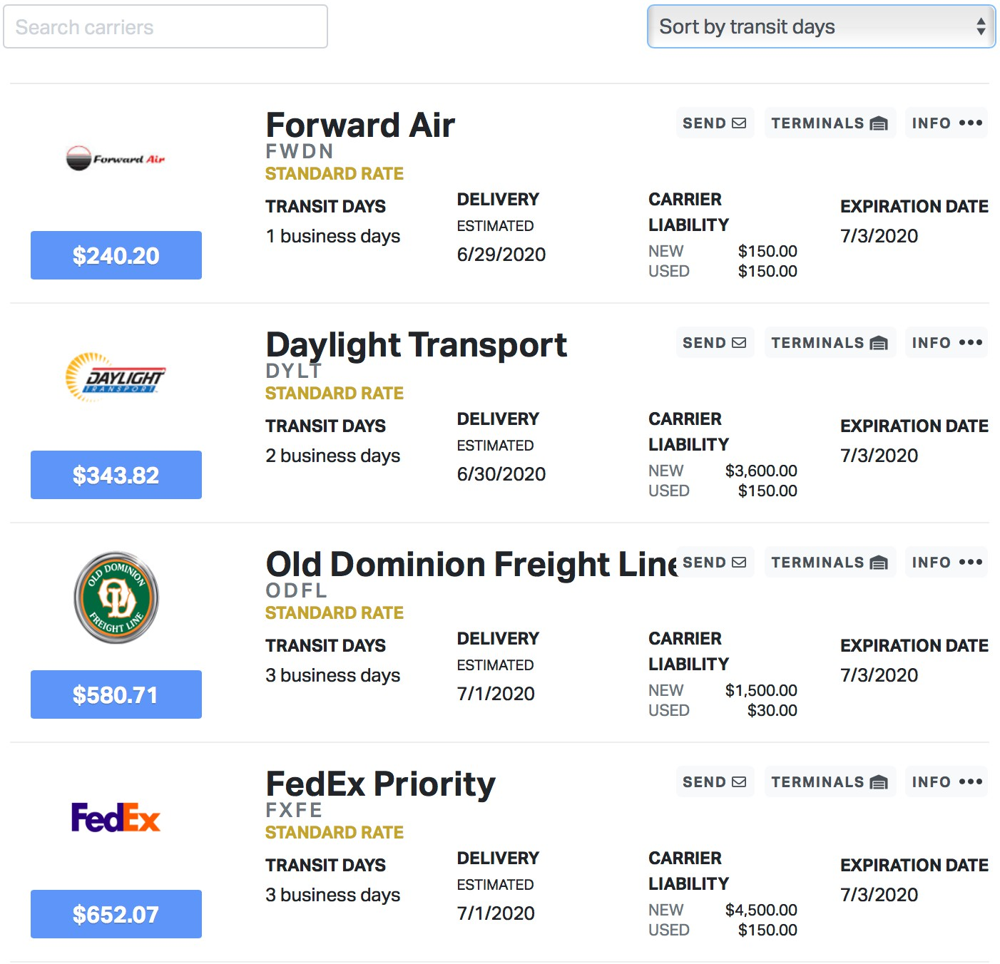 Search carriers
Sort by transit days
Forward Air
Forward Air
FWDN
STANDARD RATE
SEND
TERMINALS
INFO
TRANSIT DAYS
1 business days
DELIVERY
ESTIMATED
6/29/2020
CARRIER
LIABILITY
NEW $150.00
USED $150.00
EXPIRATION DATE
7/3/2020
$240.20
DAYLIGHT
TRANSPORT
Daylight Transport
DYLT
STANDARD RATE
SEND
TERMINALS
INFO
TRANSIT DAYS
2 business days
DELIVERY
ESTIMATED
6/30/2020
CARRIER
LIABILITY
NEW $3,600.00
USED $150.00
EXPIRATION DATE
7/3/2020
$343.82
OLD DOMINION
OD
FREIGHT LINE
Old Dominion Freight Line
ODFL
STANDARD RATE
SEND
TERMINALS
INFO
TRANSIT DAYS
3 business days
DELIVERY
ESTIMATED
7/1/2020
CARRIER
LIABILITY
NEW $1,500.00
USED $30.00
EXPIRATION DATE
7/3/2020
$580.71
FedEx
FedEx Priority
FXFE
STANDARD RATE
SEND
TERMINALS
INFO
TRANSIT DAYS
3 business days
DELIVERY
ESTIMATED
7/1/2020
CARRIER
LIABILITY
NEW $4,500.00
USED $150.00
EXPIRATION DATE
7/3/2020
$652.07